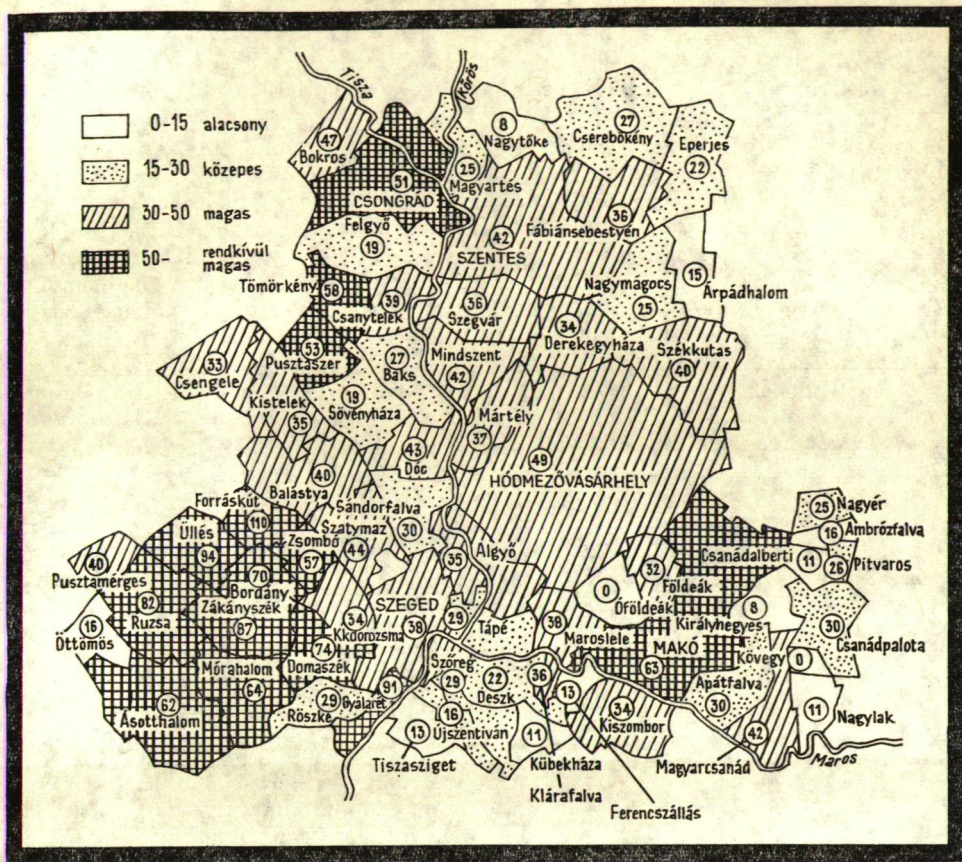 Tisza
Körös
0-15 alacsony
15-30 közepes
30-50 magas
50- rendkívül
magas
47
Bokros
8
Nagytőke
27
Cserebökény
Eperjes
22
51
CSONGRÁD
25
Magyartés
Felgyő
19
42
SZENTES
36
Fábiánsebestyén
15
Árpádhalom
Tömörkény
58
39
Csanytelek
36
Szegvár
Nagymágocs
25
34
Derekegyháza
Székkutas
40
33
Csengele
53
Pusztaszer
27
Baks
Mindszent
42
Kistelek
35
19
Sövényháza
Mártély
37
43
Dóc
49
HÓDMEZŐVÁSÁRHELY
40
Balástya
Sándorfalva
30
Forráskút
110
Üllés
94
Zsombó
57
Szatymaz
44
35
Algyő
25
Nagyér
16
Ambrózfalva
Csanádalberti
11
26
Pitvaros
40
Pusztamérges
70
Bordány
32
Földeák
0
Óföldeák
82
Ruzsa
Zákányszék
87
SZEGED
34
Kkdorozsma
38
29
Tápé
38
Maroslele
8
Királyhegyes
16
Öttömös
30
Csanádpalota
Mórahalom
64
74
Domaszék
MAKÓ
63
Kövegy
0
Szőreg
29
22
Deszk
36
13
34
Kiszombor
Apátfalva
30
62
Ásotthalom
29
Röszke
Gyálarét
91
16
Újszentiván
13
Tiszasziget
11
Kübekháza
42
Magyarcsanád
11
Nagylak
Maros
Klárafalva
Ferencszállás